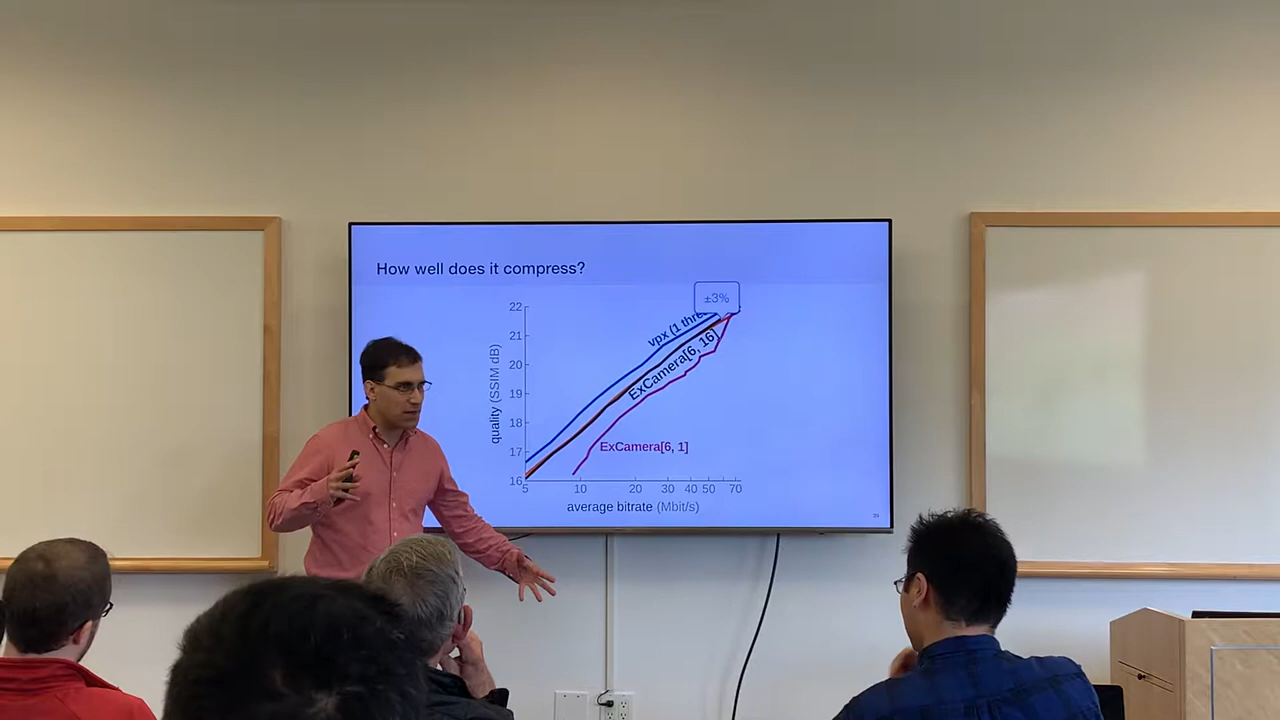 How well does it compress?
±3%
22
21
20
19
18
17
16
quality (SSIM dB)
vpx (1
ExCamera[6, 16]
ExCamera[6, 1]
5 10 20 30 40 50 70
average bitrate (Mbit/s)